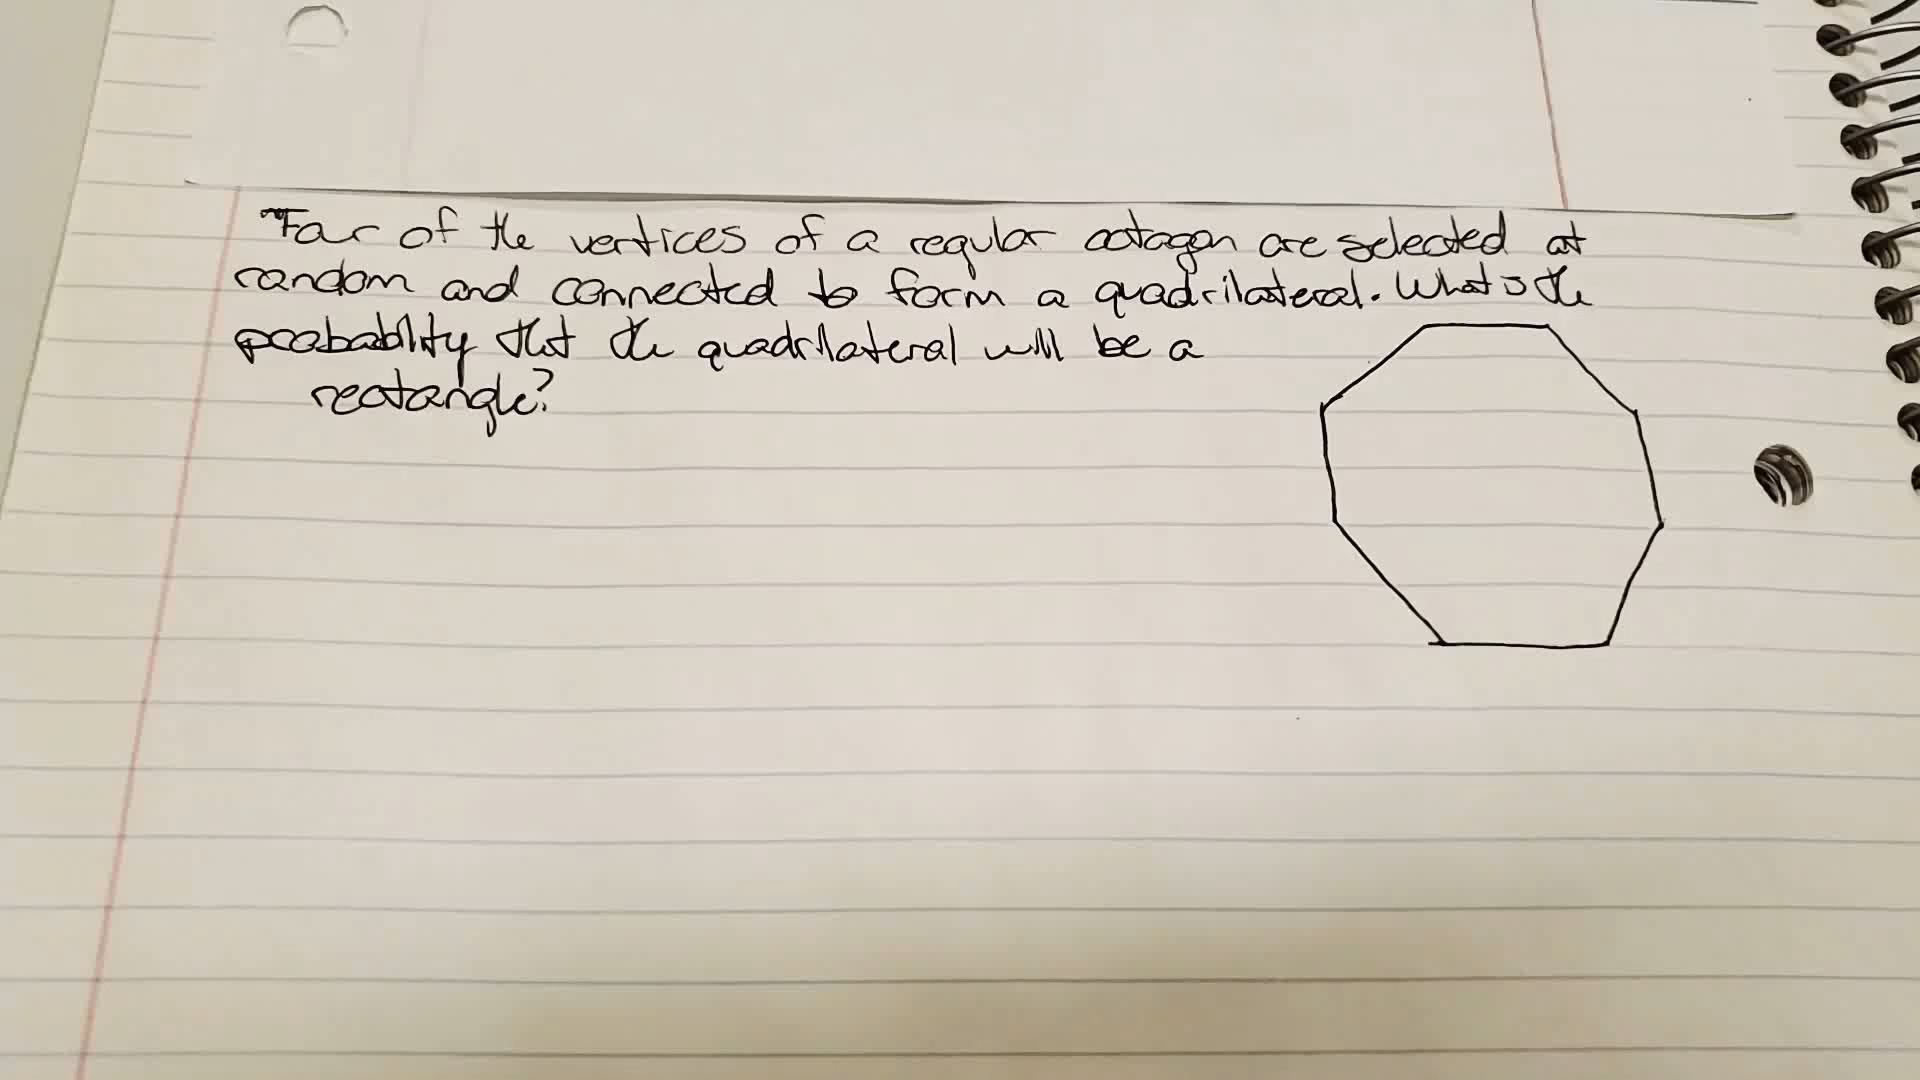 Four of the vertices of a regular octagon are selected at
random and connected to form a quadrilateral. What is the
probability that the quadrilateral will be a
rectangle?